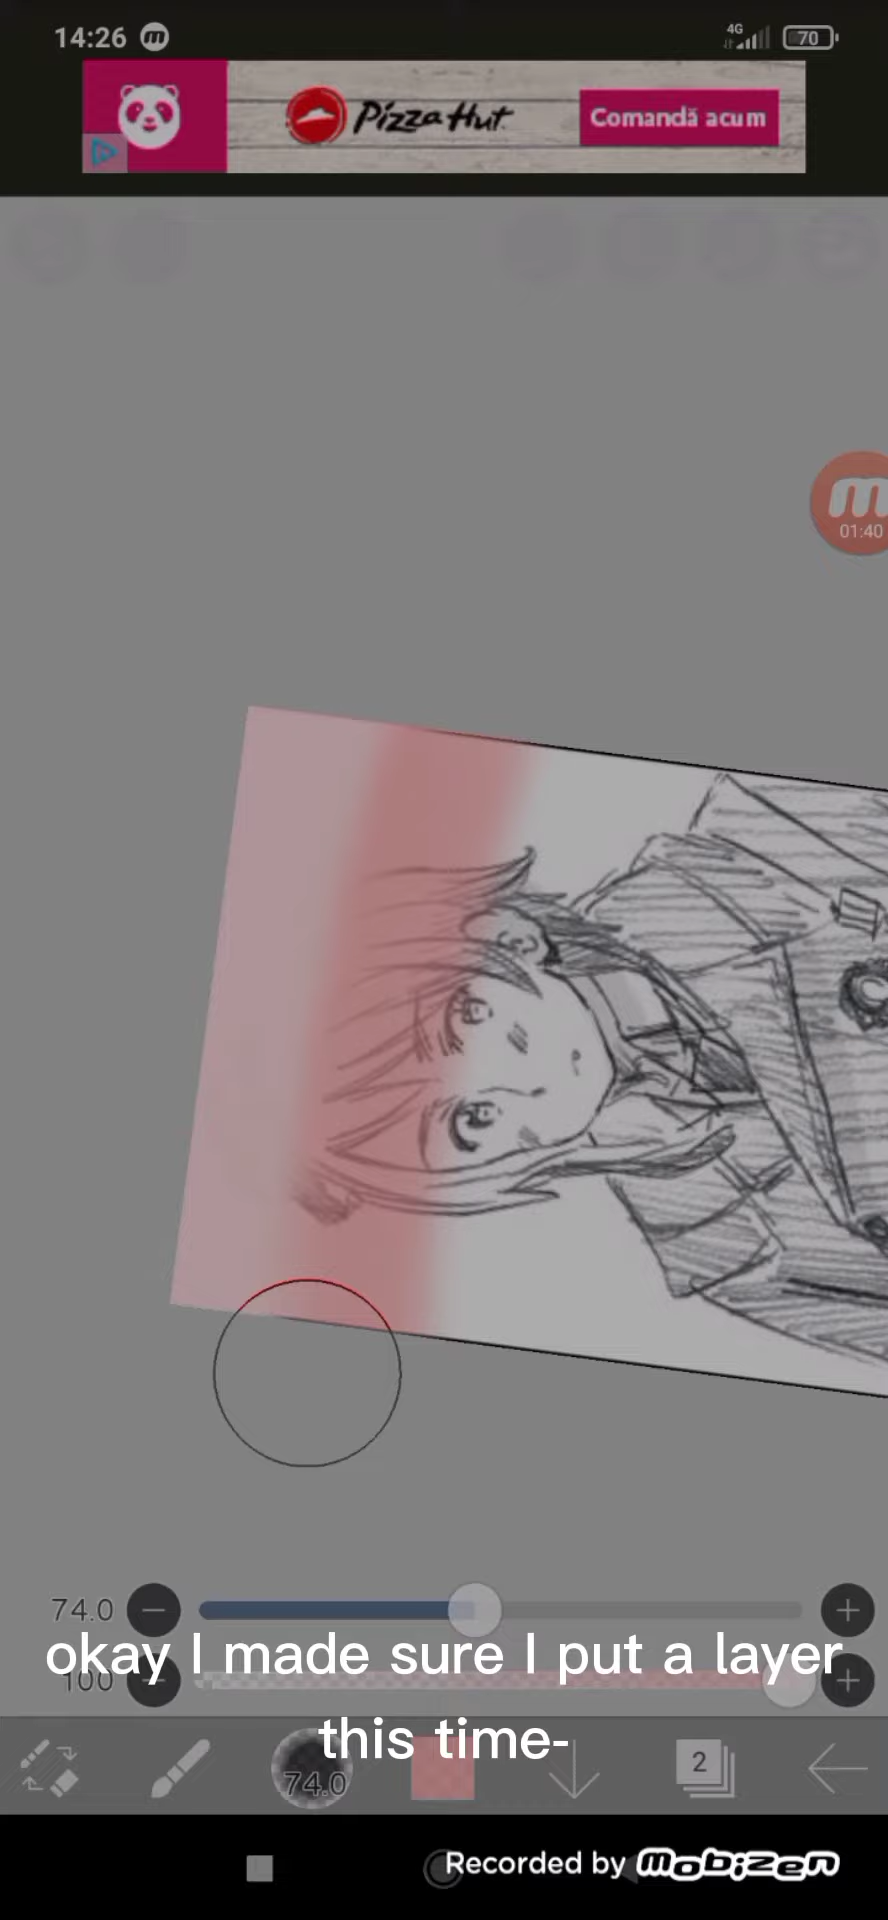 14:26
4G
70
Pizza Hut
Comandă acum
01:40
74.0
okay I made sure I put a layer
100
this time-
74.0
2
Recorded by mobizen